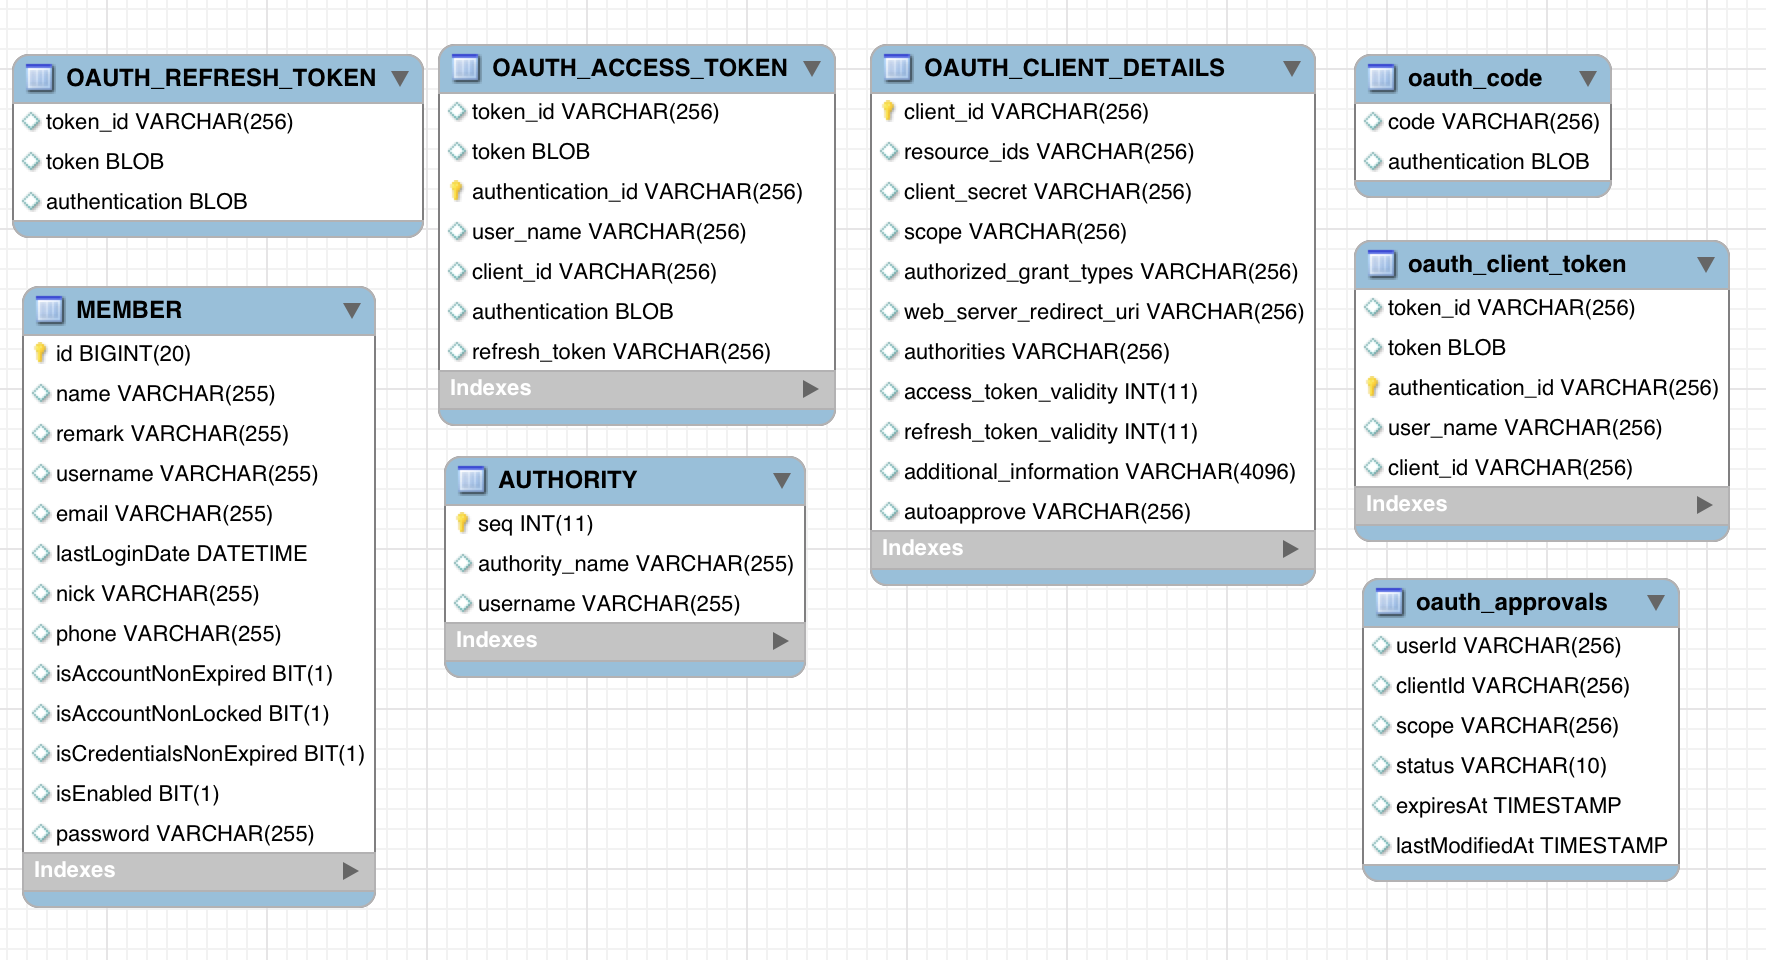 OAUTH_REFRESH_TOKEN
token_id VARCHAR(256)
token BLOB
authentication BLOB
MEMBER
id BIGINT(20)
name VARCHAR(255)
remark VARCHAR(255)
username VARCHAR(255)
email VARCHAR(255)
lastLoginDate DATETIME
nick VARCHAR(255)
phone VARCHAR(255)
isAccountNonExpired BIT(1)
isAccountNonLocked BIT(1)
isCredentialsNonExpired BIT(1)
isEnabled BIT(1)
password VARCHAR(255)
Indexes
OAUTH_ACCESS_TOKEN
token_id VARCHAR(256)
token BLOB
authentication_id VARCHAR(256)
user_name VARCHAR(256)
client_id VARCHAR(256)
authentication BLOB
refresh_token VARCHAR(256)
Indexes
AUTHORITY
seq INT(11)
authority_name VARCHAR(255)
username VARCHAR(255)
Indexes
OAUTH_CLIENT_DETAILS
client_id VARCHAR(256)
resource_ids VARCHAR(256)
client_secret VARCHAR(256)
scope VARCHAR(256)
authorized_grant_types VARCHAR(256)
web_server_redirect_uri VARCHAR(256)
authorities VARCHAR(256)
access_token_validity INT(11)
refresh_token_validity INT(11)
additional_information VARCHAR(4096)
autoapprove VARCHAR(256)
Indexes
oauth_code
code VARCHAR(256)
authentication BLOB
oauth_client_token
token_id VARCHAR(256)
token BLOB
authentication_id VARCHAR(256)
user_name VARCHAR(256)
client_id VARCHAR(256)
Indexes
oauth_approvals
userId VARCHAR(256)
clientId VARCHAR(256)
scope VARCHAR(256)
status VARCHAR(10)
expiresAt TIMESTAMP
lastModifiedAt TIMESTAMP